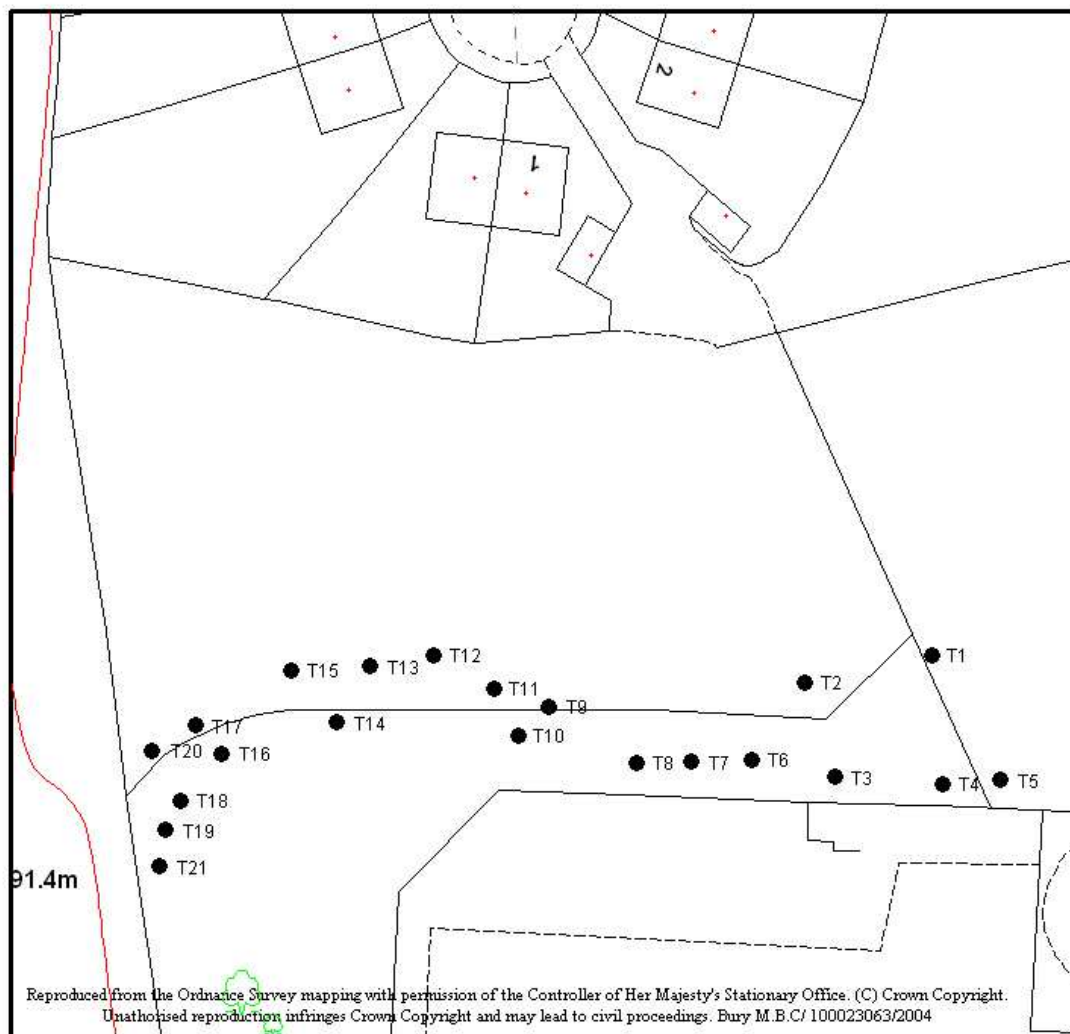 2
1
T1
T12
T13
T15
T2
T11
T9
T17
T14
T10
T20
T16
T8
T7
T6
T3
T4
T5
T18
T19
T21
91.4m
Reproduced from the Ordnance Survey mapping with permission of the Controller of Her Majesty's Stationary Office. (C) Crown Copyright.
Unathorised reproduction infringes Crown Copyright and may lead to civil proceedings. Bury M.B.C/ 100023063/2004